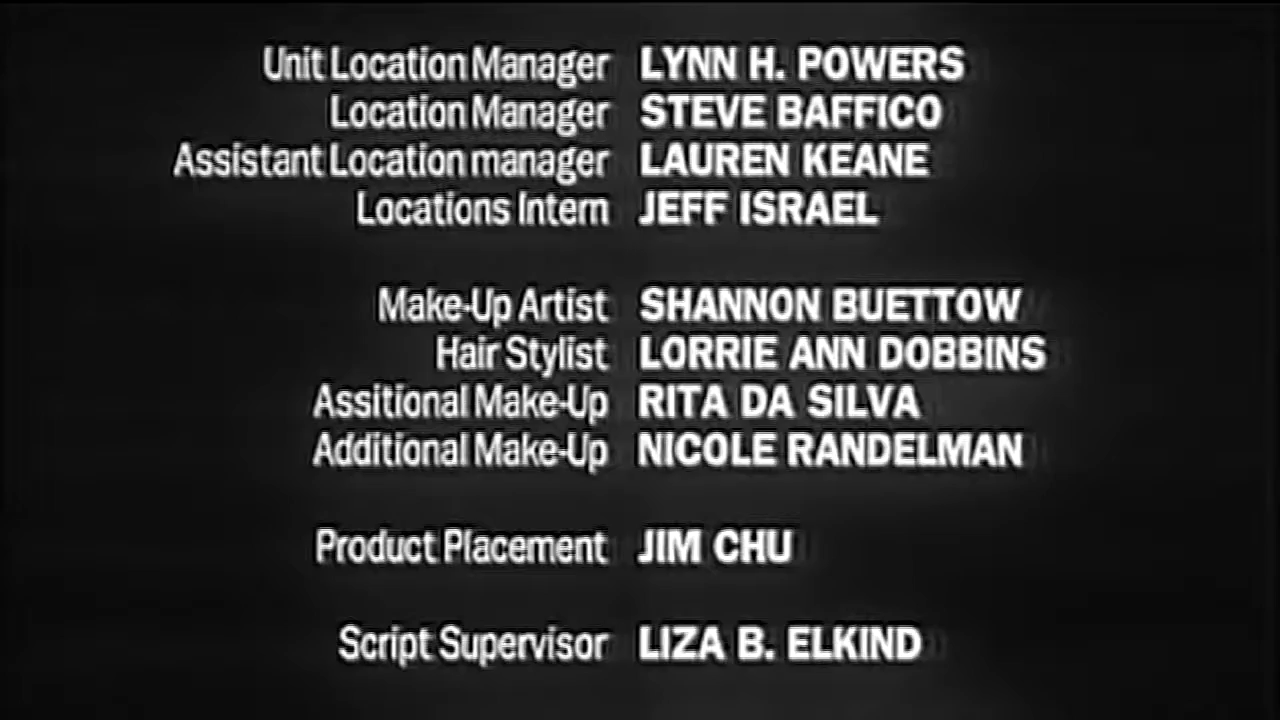 Unit Location Manager LYNN H. POWERS
Location Manager STEVE BAFFICO
Assistant Location manager LAUREN KEANE
Locations Intern JEFF ISRAEL
Make-Up Artist SHANNON BUETTOW
Hair Stylist LORRIE ANN DOBBINS
Assitional Make-Up RITA DA SILVA
Additional Make-Up NICOLE RANDELMAN
Product Placement JIM CHU
Script Supervisor LIZA B. ELKIND